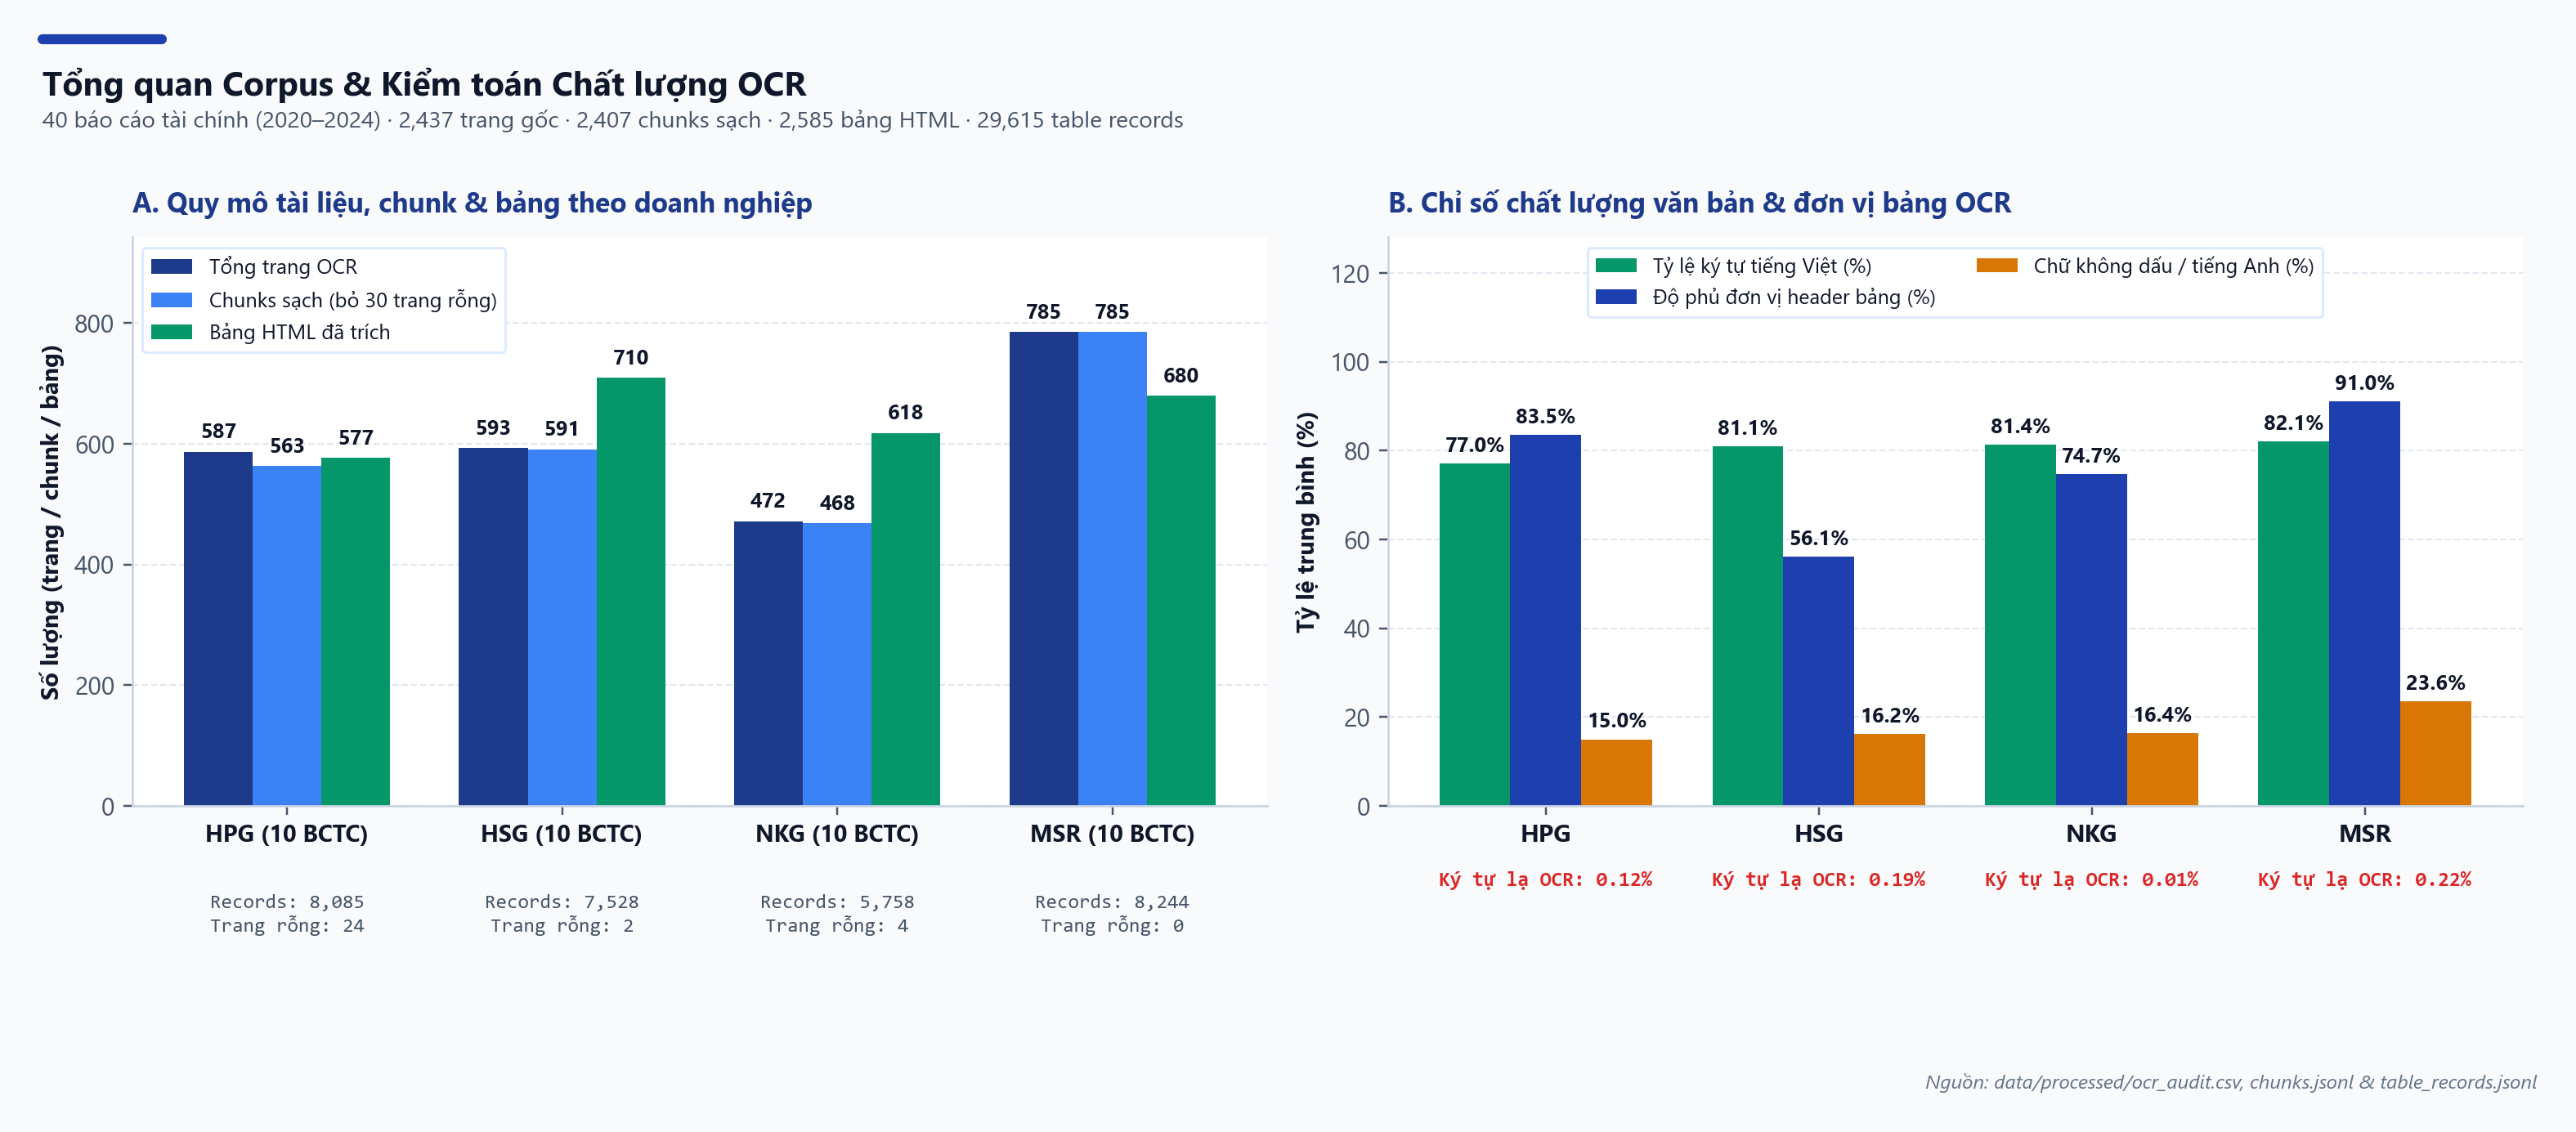 Tổng quan Corpus & Kiểm toán Chất lượng OCR
40 báo cáo tài chính (2020–2024) · 2,437 trang gốc · 2,407 chunks sạch · 2,585 bảng HTML · 29,615 table records
A. Quy mô tài liệu, chunk & bảng theo doanh nghiệp
Số lượng (trang / chunk / bảng)
Tổng trang OCR
Chunks sạch (bỏ 30 trang rỗng)
Bảng HTML đã trích
800
600
400
200
0
587
563
577
593
591
710
472
468
618
785
785
680
HPG (10 BCTC)
HSG (10 BCTC)
NKG (10 BCTC)
MSR (10 BCTC)
Records: 8,085
Trang rỗng: 24
Records: 7,528
Trang rỗng: 2
Records: 5,758
Trang rỗng: 4
Records: 8,244
Trang rỗng: 0
B. Chỉ số chất lượng văn bản & đơn vị bảng OCR
Tỷ lệ trung bình (%)
Tỷ lệ ký tự tiếng Việt (%)
Độ phủ đơn vị header bảng (%)
Chữ không dấu / tiếng Anh (%)
120
100
80
60
40
20
0
77.0%
83.5%
15.0%
81.1%
56.1%
16.2%
81.4%
74.7%
16.4%
82.1%
91.0%
23.6%
HPG
HSG
NKG
MSR
Ký tự lạ OCR: 0.12%
Ký tự lạ OCR: 0.19%
Ký tự lạ OCR: 0.01%
Ký tự lạ OCR: 0.22%
Nguồn: data/processed/ocr_audit.csv, chunks.jsonl & table_records.jsonl